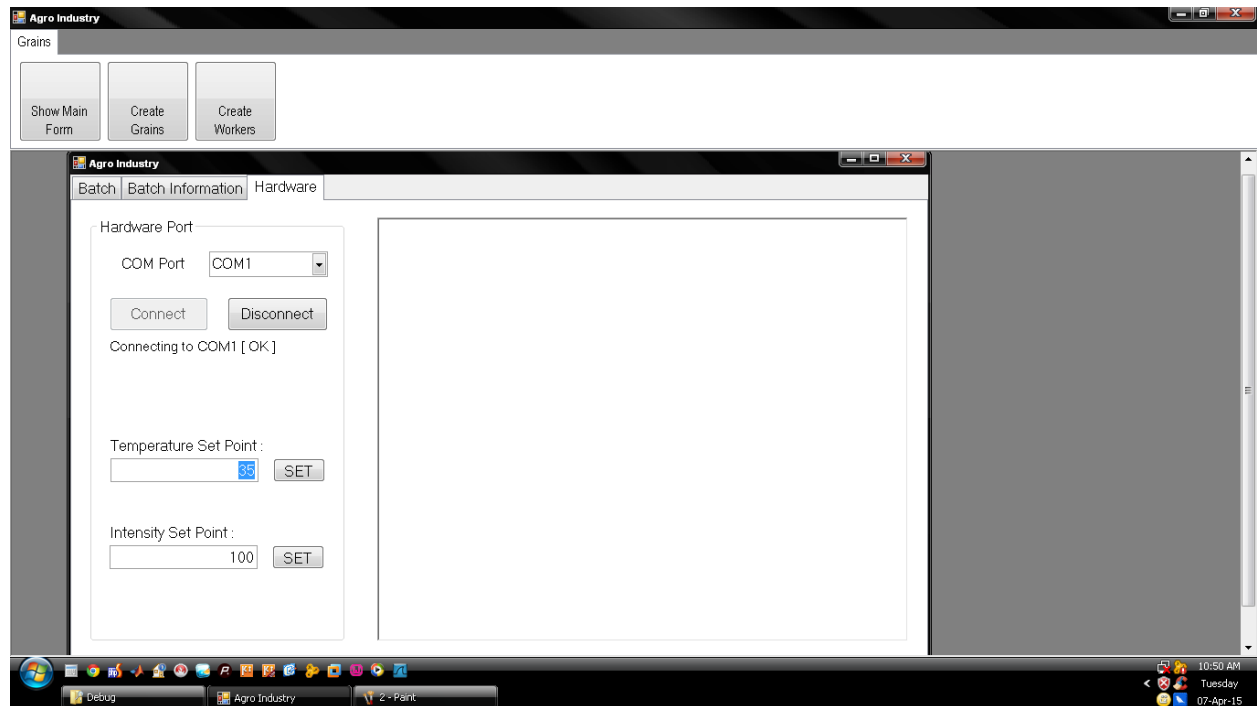 Agro Industry
Grains
Show Main
Form
Create
Grains
Create
Workers
Agro Industry
Batch Batch Information Hardware
Hardware Port
COM Port COM1
Connect Disconnect
Connecting to COM1 [ OK ]
Temperature Set Point :
35 SET
Intensity Set Point :
100 SET
10:50 AM
Tuesday
07-Apr-15
Debug Agro Industry 2 - Paint